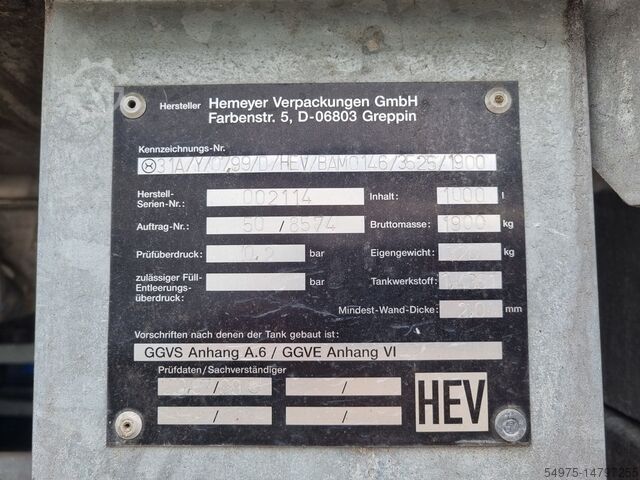 Hersteller Hemeyer Verpackungen GmbH
Farbenstr. 5, D-06803 Greppin
Kennzeichnungs-Nr.
31A/Y/07.99/D/HEV/BAM0146/3525/1900
Herstell-Serien-Nr.: 002114 Inhalt: 1000 l
Auftrag-Nr.: 50 / 8574 Bruttomasse: 1900 kg
Prüfüberdruck: 0,2 bar Eigengewicht: kg
zulässiger Füll-
Entleerungs- bar Tankwerkstoff:
überdruck:
Mindest-Wand-Dicke: mm
Vorschriften nach denen der Tank gebaut ist:
GGVS Anhang A.6 / GGVE Anhang VI
Prüfdaten/Sachverständiger
/ /
/ /
HEV
54975-14797255